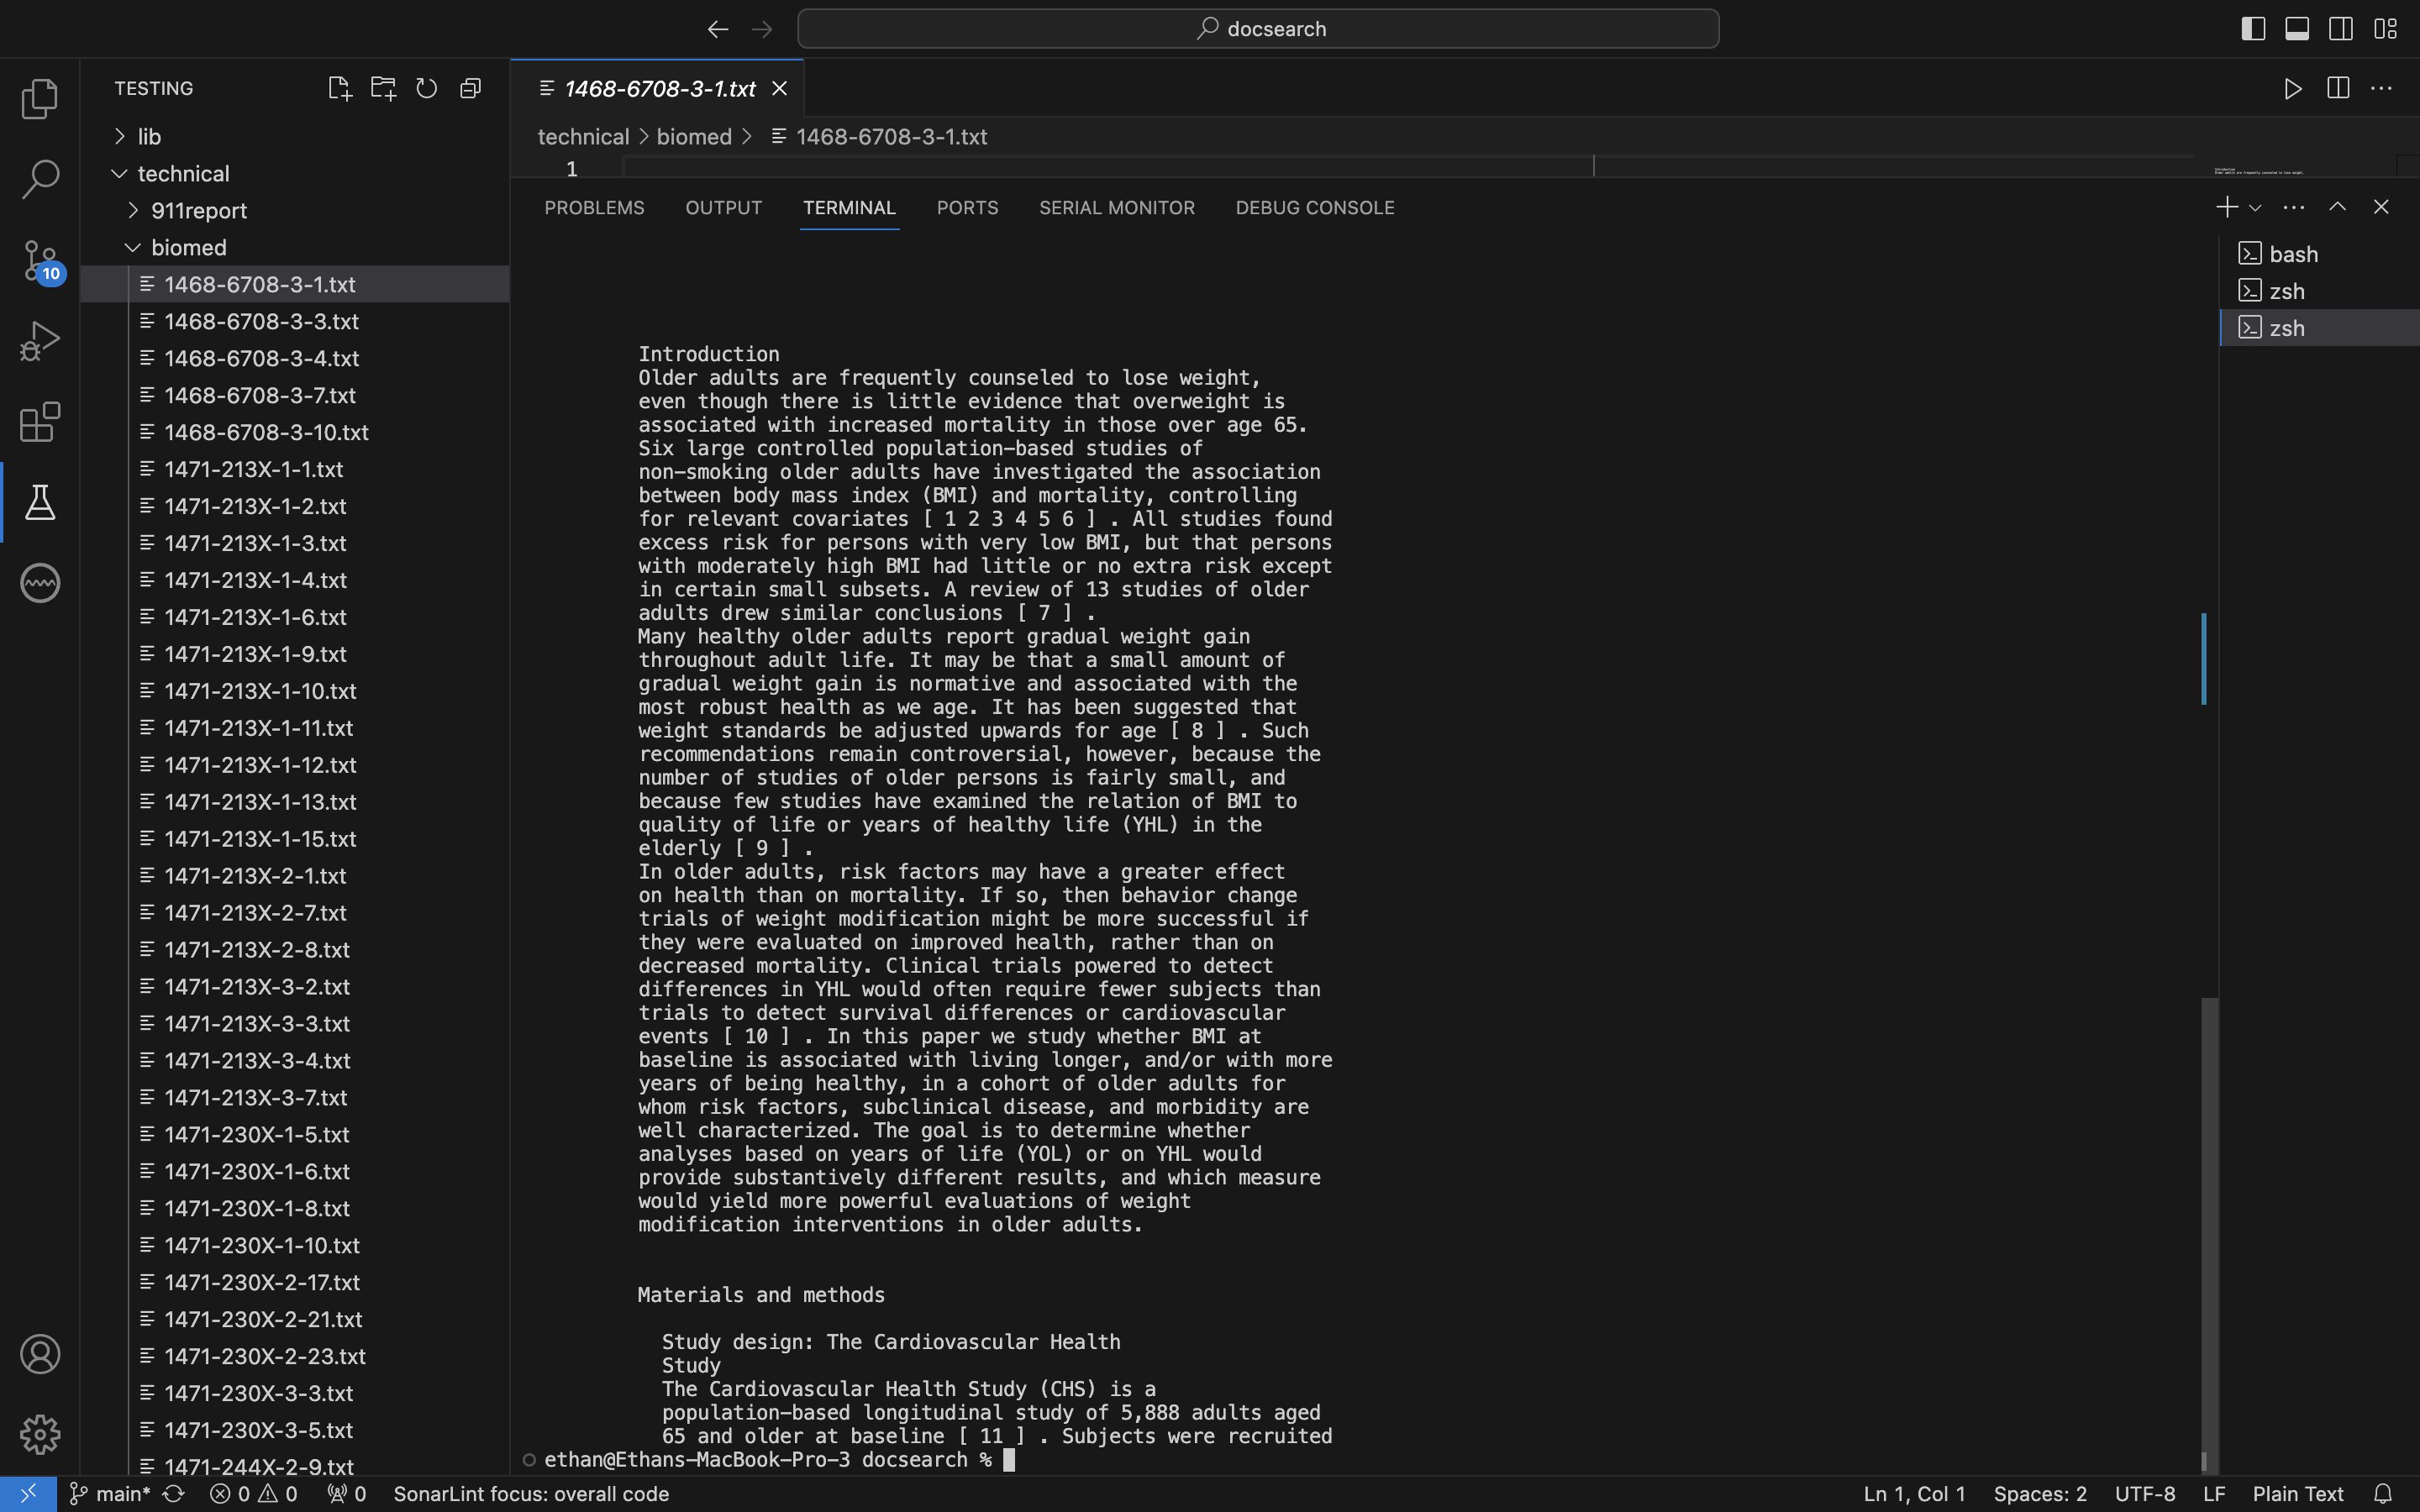 docsearch
TESTING
lib
technical
911report
biomed
1468-6708-3-1.txt
1468-6708-3-3.txt
1468-6708-3-4.txt
1468-6708-3-7.txt
1468-6708-3-10.txt
1471-213X-1-1.txt
1471-213X-1-2.txt
1471-213X-1-3.txt
1471-213X-1-4.txt
1471-213X-1-6.txt
1471-213X-1-9.txt
1471-213X-1-10.txt
1471-213X-1-11.txt
1471-213X-1-12.txt
1471-213X-1-13.txt
1471-213X-1-15.txt
1471-213X-2-1.txt
1471-213X-2-7.txt
1471-213X-2-8.txt
1471-213X-3-2.txt
1471-213X-3-3.txt
1471-213X-3-4.txt
1471-213X-3-7.txt
1471-230X-1-5.txt
1471-230X-1-6.txt
1471-230X-1-8.txt
1471-230X-1-10.txt
1471-230X-2-17.txt
1471-230X-2-21.txt
1471-230X-2-23.txt
1471-230X-3-3.txt
1471-230X-3-5.txt
1471-244X-2-9.txt
10
1468-6708-3-1.txt
technical > biomed > 1468-6708-3-1.txt
1
PROBLEMS OUTPUT TERMINAL PORTS SERIAL MONITOR DEBUG CONSOLE
bash
zsh
zsh
Introduction
Older adults are frequently counseled to lose weight,
even though there is little evidence that overweight is
associated with increased mortality in those over age 65.
Six large controlled population-based studies of
non-smoking older adults have investigated the association
between body mass index (BMI) and mortality, controlling
for relevant covariates [ 1 2 3 4 5 6 ] . All studies found
excess risk for persons with very low BMI, but that persons
with moderately high BMI had little or no extra risk except
in certain small subsets. A review of 13 studies of older
adults drew similar conclusions [ 7 ] .
Many healthy older adults report gradual weight gain
throughout adult life. It may be that a small amount of
gradual weight gain is normative and associated with the
most robust health as we age. It has been suggested that
weight standards be adjusted upwards for age [ 8 ] . Such
recommendations remain controversial, however, because the
number of studies of older persons is fairly small, and
because few studies have examined the relation of BMI to
quality of life or years of healthy life (YHL) in the
elderly [ 9 ] .
In older adults, risk factors may have a greater effect
on health than on mortality. If so, then behavior change
trials of weight modification might be more successful if
they were evaluated on improved health, rather than on
decreased mortality. Clinical trials powered to detect
differences in YHL would often require fewer subjects than
trials to detect survival differences or cardiovascular
events [ 10 ] . In this paper we study whether BMI at
baseline is associated with living longer, and/or with more
years of being healthy, in a cohort of older adults for
whom risk factors, subclinical disease, and morbidity are
well characterized. The goal is to determine whether
analyses based on years of life (YOL) or on YHL would
provide substantively different results, and which measure
would yield more powerful evaluations of weight
modification interventions in older adults.
Materials and methods
Study design: The Cardiovascular Health
Study
The Cardiovascular Health Study (CHS) is a
population-based longitudinal study of 5,888 adults aged
65 and older at baseline [ 11 ] . Subjects were recruited
ethan@Ethans-MacBook-Pro-3 docsearch %
main* 0 0 0 SonarLint focus: overall code Ln 1, Col 1 Spaces: 2 UTF-8 LF Plain Text